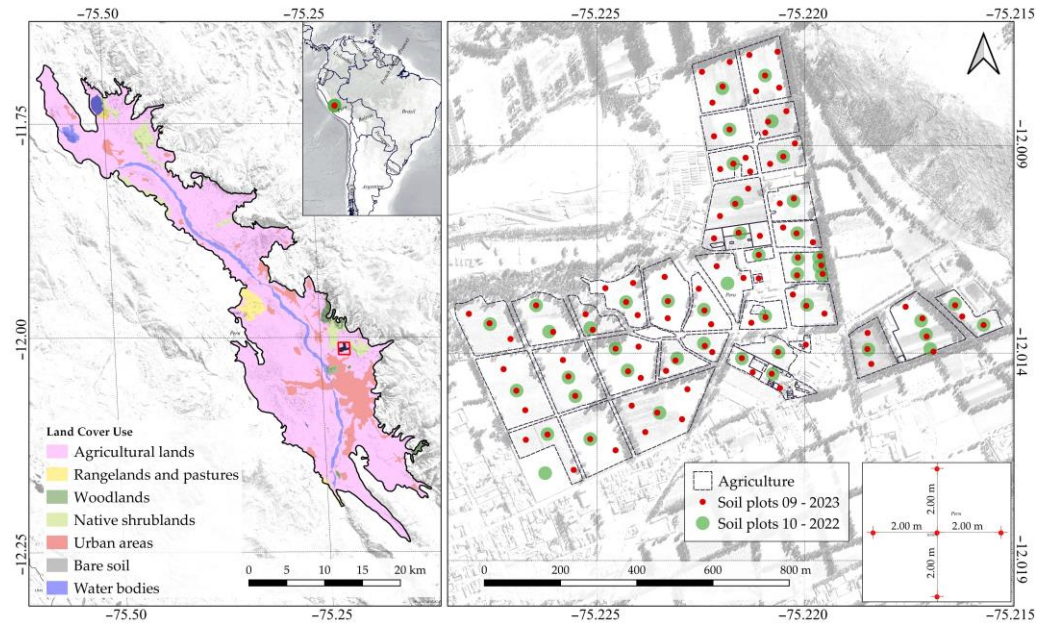 −75.50
−75.25
−75.225
−75.220
−75.215
−11.75
−12.00
−12.25
Brasil
Argentina
Peru
Land Cover Use
Agricultural lands
Rangelands and pastures
Woodlands
Native shrublands
Urban areas
Bare soil
Water bodies
0 5 10 15 20 km
−12.009
−12.014
−12.019
Peru
Agriculture
Soil plots 09 - 2023
Soil plots 10 - 2022
0 200 400 600 800 m
2.00 m
Peru
2.00 m
2.00 m
2.00 m
−75.50
−75.25
−75.225
−75.220
−75.215